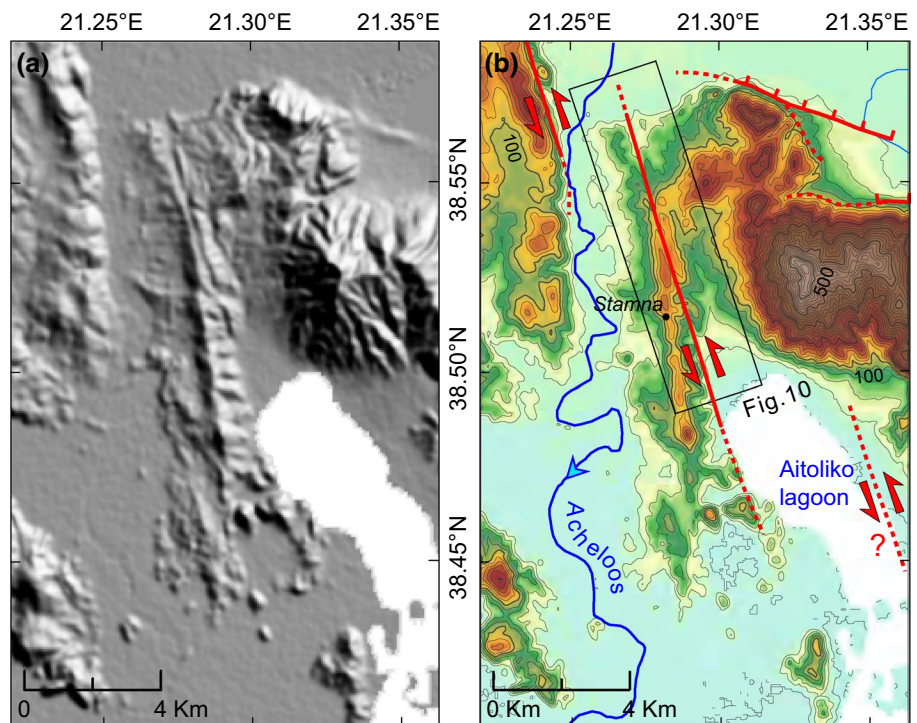 21.25°E 21.30°E 21.35°E
(a)
0 4 Km
38.55°N
38.50°N
38.45°N
21.25°E 21.30°E 21.35°E
(b)
100
500
Stamna
100
Fig.10
Aitoliko
lagoon
Acheloos
?
0 Km 4 Km